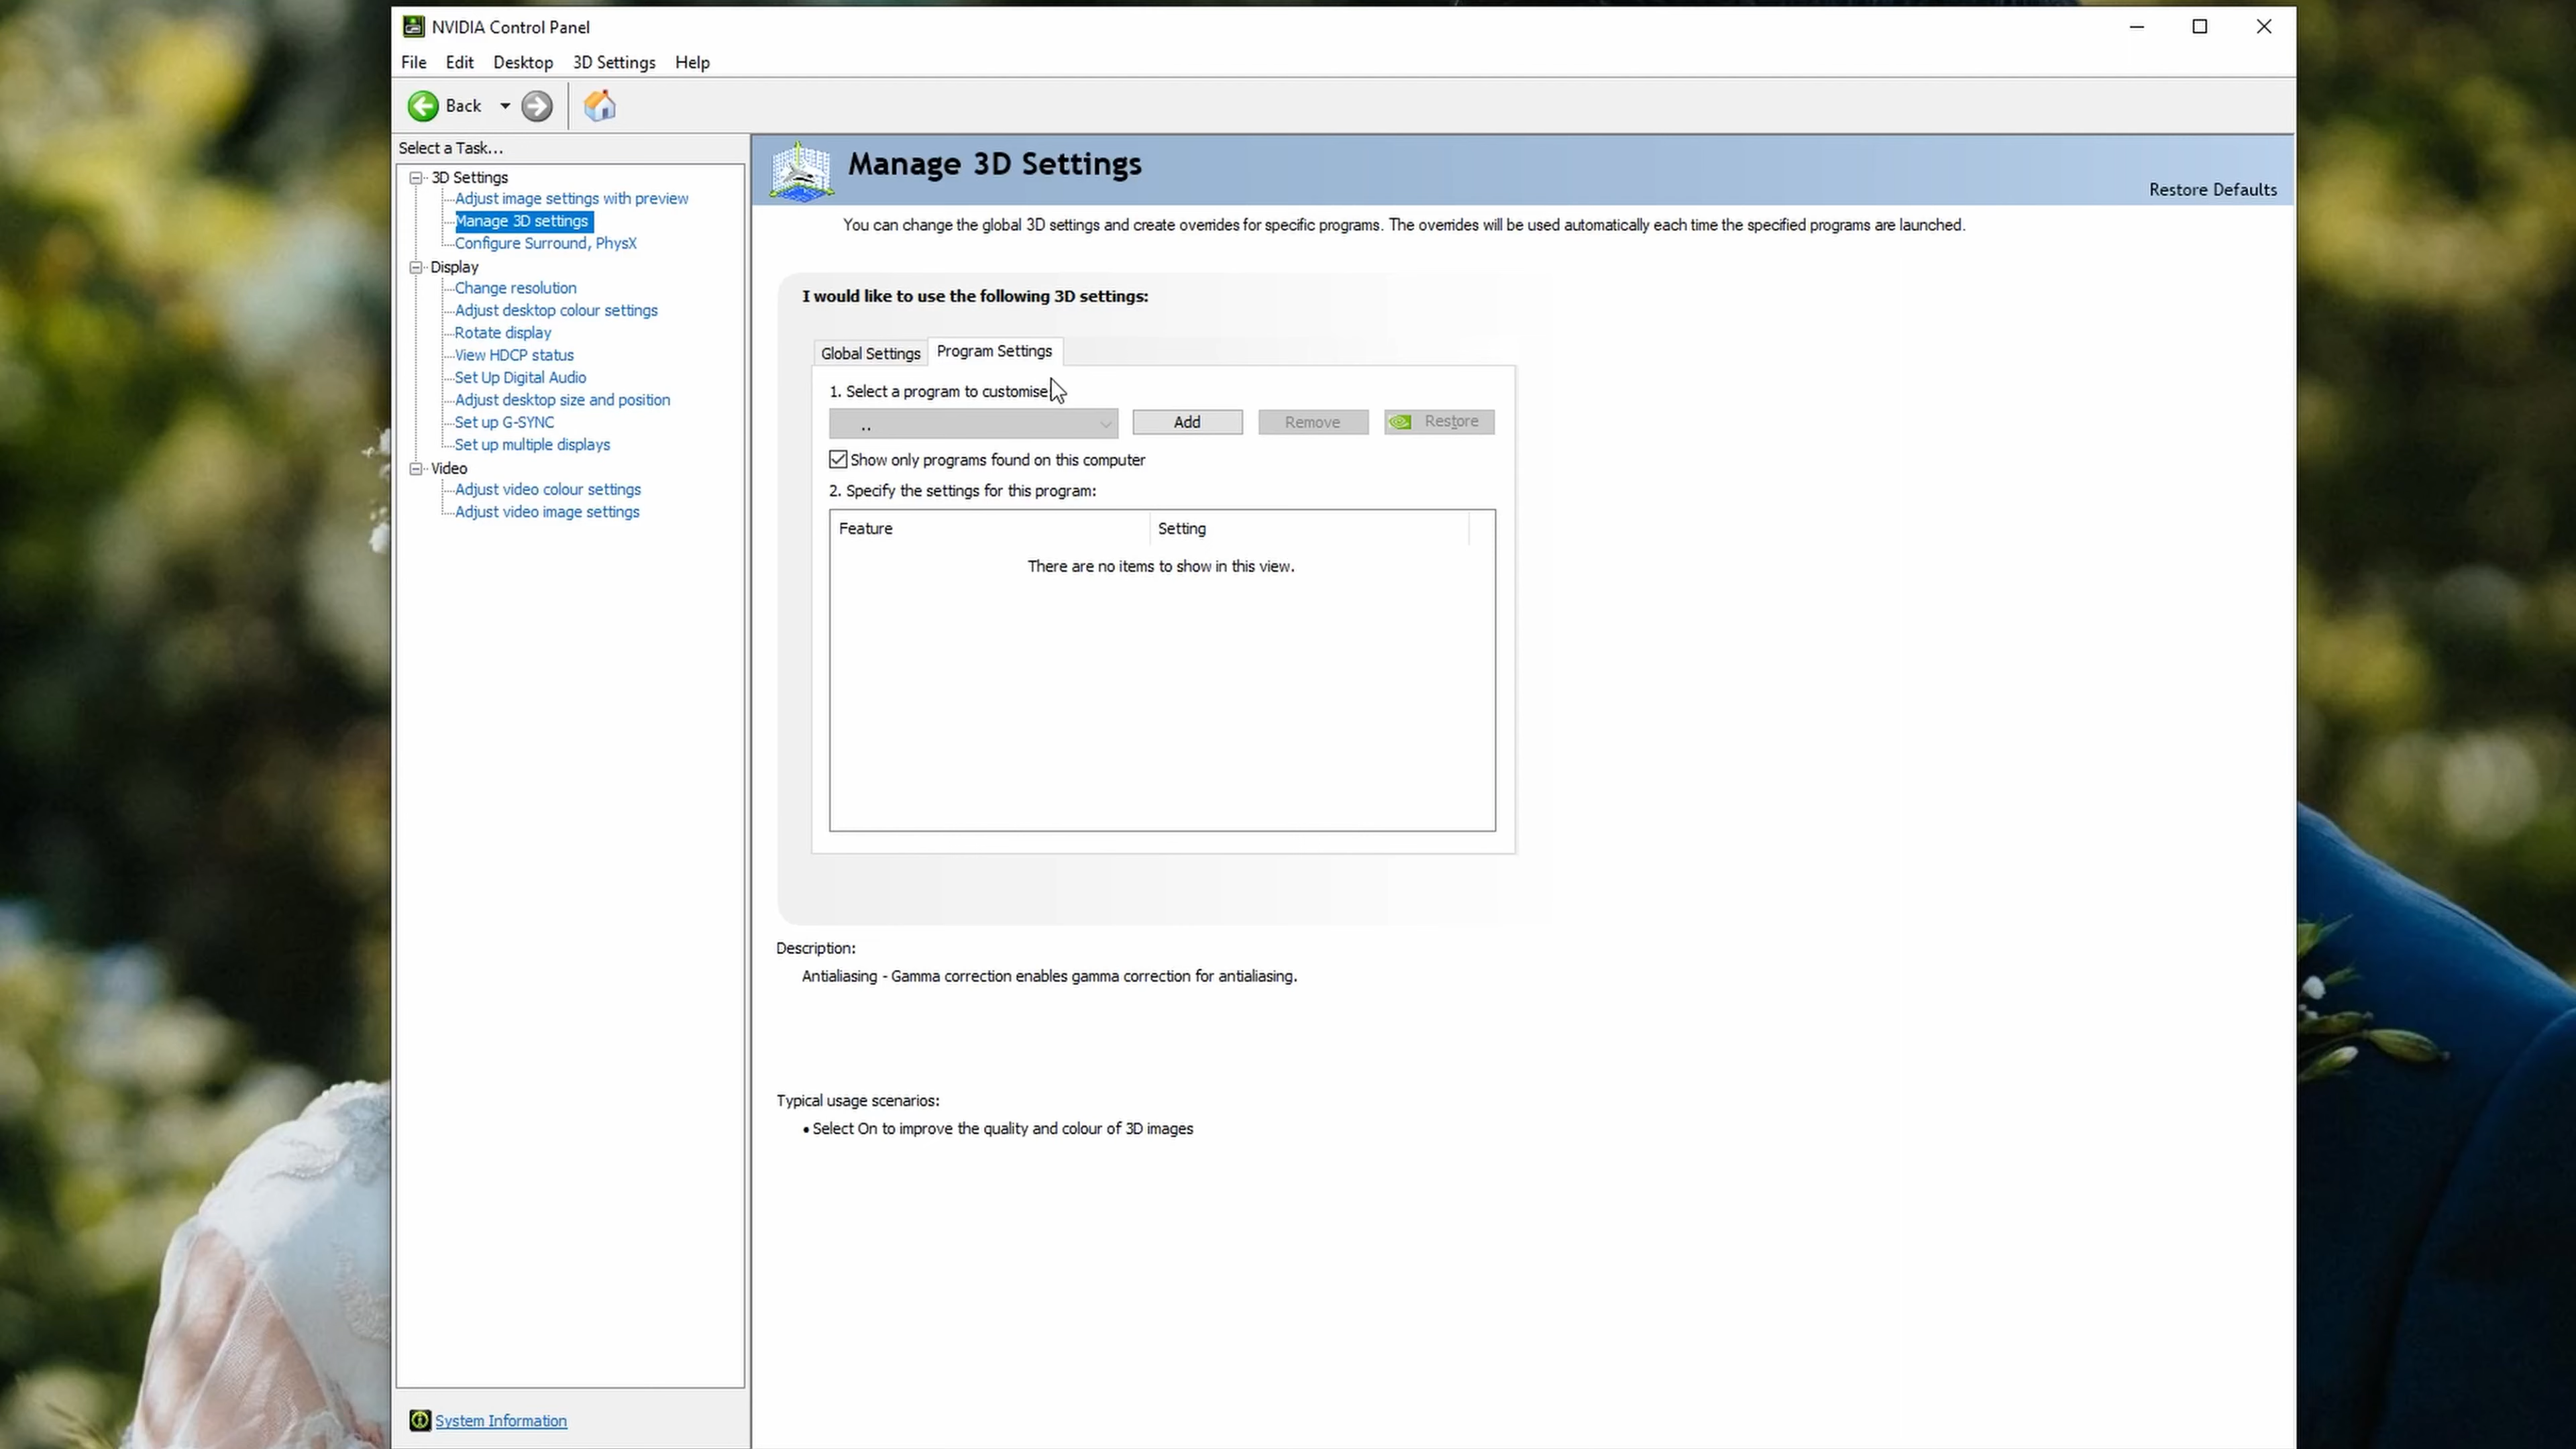 NVIDIA Control Panel
File Edit Desktop 3D Settings Help
Back
Select a Task...
3D Settings
Adjust image settings with preview
Manage 3D settings
Configure Surround, PhysX
Display
Change resolution
Adjust desktop colour settings
Rotate display
View HDCP status
Set Up Digital Audio
Adjust desktop size and position
Set up G-SYNC
Set up multiple displays
Video
Adjust video colour settings
Adjust video image settings
System Information
Manage 3D Settings
Restore Defaults
You can change the global 3D settings and create overrides for specific programs. The overrides will be used automatically each time the specified programs are launched.
I would like to use the following 3D settings:
Global Settings Program Settings
1. Select a program to customise
.. Add Remove Restore
Show only programs found on this computer
2. Specify the settings for this program:
Feature Setting
There are no items to show in this view.
Description:
Antialiasing - Gamma correction enables gamma correction for antialiasing.
Typical usage scenarios:
• Select On to improve the quality and colour of 3D images